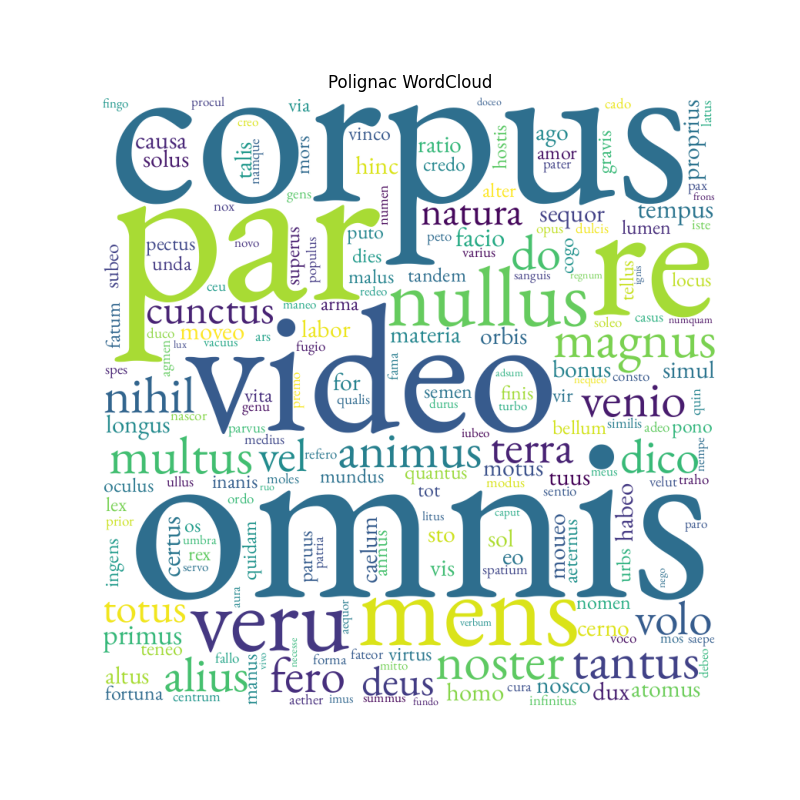 Polignac WordCloud
fingo procul via doceo cado latus
corpus
causa solus creo talis namque mors vinco ratio credo hostis ago amor pater gravis proprius
hinc numen alter pax frons
par
nox gens natura sequor opus dulcis tempus lumen iste
pectus unda novo superus populus puto dies peto facio varius do cogo re
subeo ceu malus tandem sanguis regnum tellus ignis locus
fatum cunctus maneo arma redeo nullus soleo casus numquam
duco moveo ars labor materia orbis magnus
agmen lux vacuus fugio fama adsum bonus simul
spes video nequeo consto
nihil vita genu premo for qualis semen durus finis turbo vir venio quin
longus nascor parvus iubeo bellum similis adeo pono
multus medius vel refero animus terra dico nempe
oculus ullus inanis moles mundus quantus motus tuus meus velut traho
lex ordo ruo tot modus sentio habeo
prior omnis litus caput paro
certus os umbra rex servo quidam paruus patria caelum annus sto sol eo moueo aeternus urbs
ingens vis spatium nego
totus aura aequor mens verbum nomen
primus veru cerno volo
teneo necesse voco mos saepe
altus fallo manus viso forma fateor virtus noster tantus debeo
fortuna alius fero mitto deus homo cura nosco dux atomus
centrum aether imus summus fundo infinitus